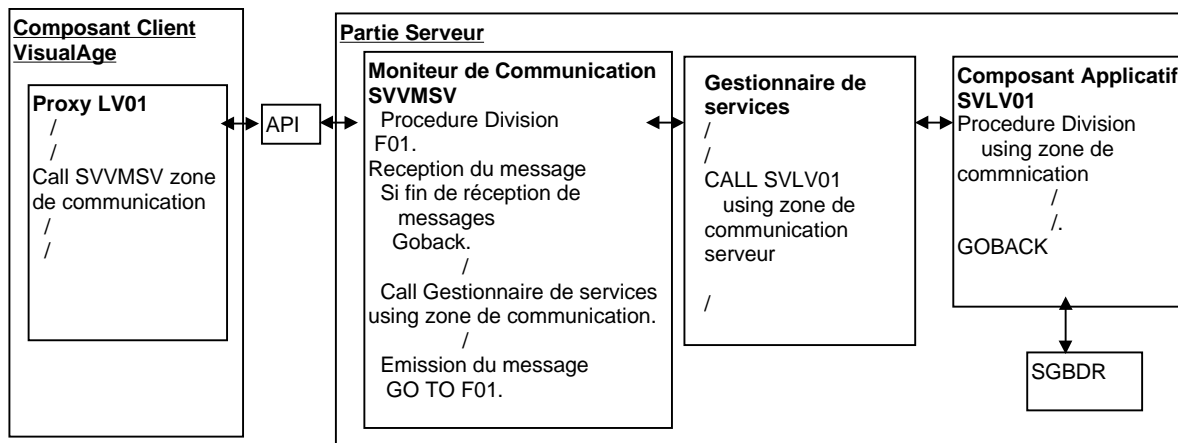 Composant Client
VisualAge
Proxy LV01
/
/
Call SVVMSV zone
de communication
/
/
API
Partie Serveur
Moniteur de Communication
SVVMSV
Procedure Division
F01.
Reception du message
Si fin de réception de
messages
Goback.
/
Call Gestionnaire de services
using zone de communication.
/
Emission du message
GO TO F01.
Gestionnaire de
services
/
/
CALL SVLV01
using zone de
communication
serveur
/
Composant Applicatif
SVLV01
Procedure Division
using zone de
commnication
/
/.
GOBACK
SGBDR